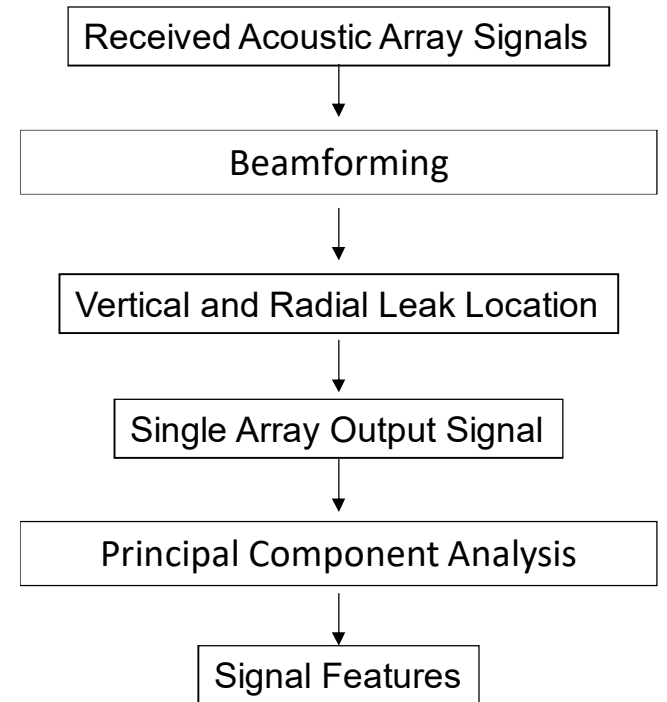 Received Acoustic Array Signals
Beamforming
Vertical and Radial Leak Location
Single Array Output Signal
Principal Component Analysis
Signal Features